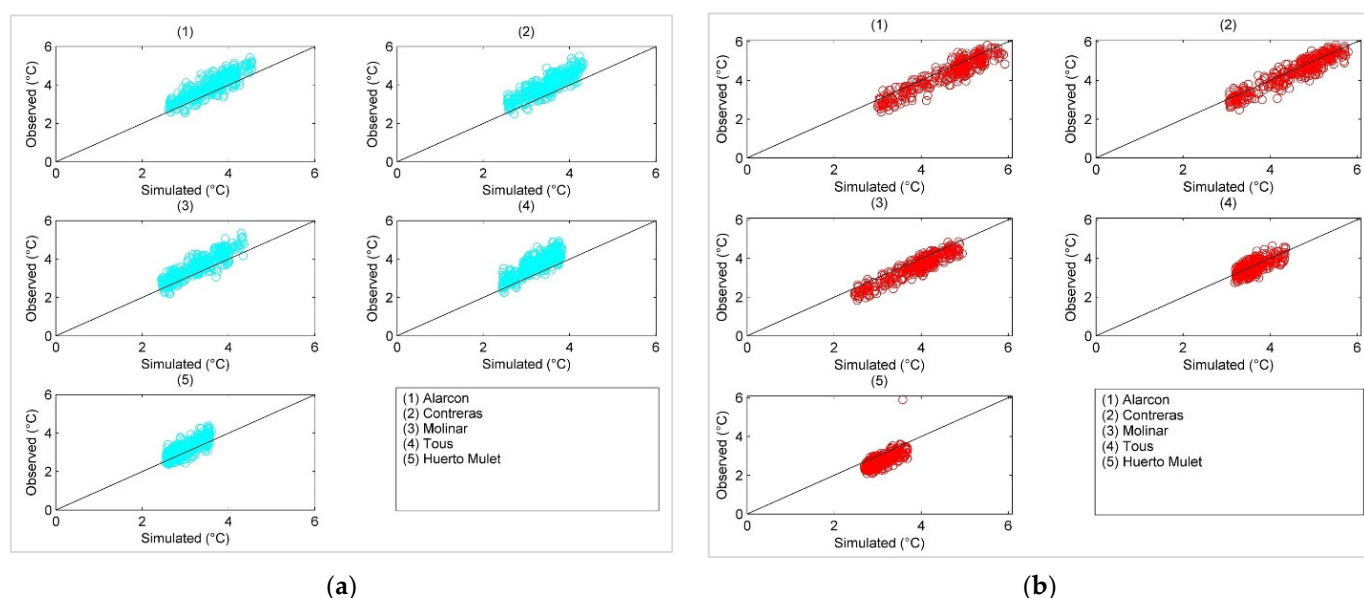 (1)
6
4
2
0
Observed (°C)
0 2 4 6
Simulated (°C)
(2)
6
4
2
0
Observed (°C)
0 2 4 6
Simulated (°C)
(3)
6
4
2
0
Observed (°C)
0 2 4 6
Simulated (°C)
(4)
6
4
2
0
Observed (°C)
0 2 4 6
Simulated (°C)
(5)
6
4
2
0
Observed (°C)
0 2 4 6
Simulated (°C)
(1) Alarcon
(2) Contreras
(3) Molinar
(4) Tous
(5) Huerto Mulet
(a)
(1)
6
4
2
0
Observed (°C)
0 2 4 6
Simulated (°C)
(2)
6
4
2
0
Observed (°C)
0 2 4 6
Simulated (°C)
(3)
6
4
2
0
Observed (°C)
0 2 4 6
Simulated (°C)
(4)
6
4
2
0
Observed (°C)
0 2 4 6
Simulated (°C)
(5)
6
4
2
0
Observed (°C)
0 2 4 6
Simulated (°C)
(1) Alarcon
(2) Contreras
(3) Molinar
(4) Tous
(5) Huerto Mulet
(b)